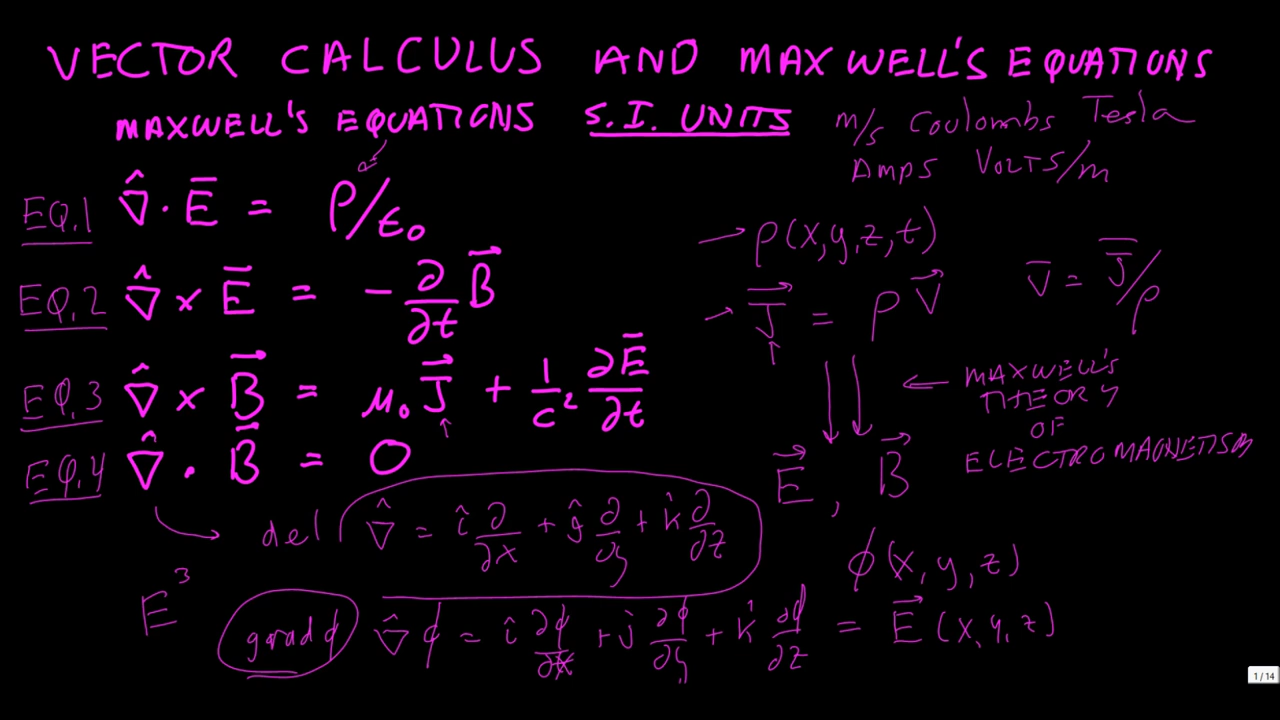 VECTOR CALCULUS AND MAXWELL'S EQUATIONS
MAXWELL'S EQUATIONS S.I. UNITS
m/s Coulombs Tesla
Amps VOLTS/m
EQ.1 ∇̂ · E̅ = ρ/ϵ₀
EQ.2 ∇̂ × E̅ = - ∂/∂t B⃗
EQ.3 ∇̂ × B⃗ = μ₀ J⃗ + 1/c² ∂E̅/∂t
EQ.4 ∇̂ · B⃗ = 0
→ ρ(x,y,z,t)
→ J⃗ = ρ v⃗
v̅ = J̅/ρ
← MAXWELL'S
THEORY
OF
ELECTROMAGNETISM
E⃗, B⃗
del ∇̂ = î ∂/∂x + ĵ ∂/∂y + k̂ ∂/∂z
ϕ(x,y,z)
E³
grad ϕ ∇̂ϕ = î ∂ϕ/∂x + j ∂ϕ/∂y + k̂ ∂ϕ/∂z = E⃗(x,y,z)
1 / 14